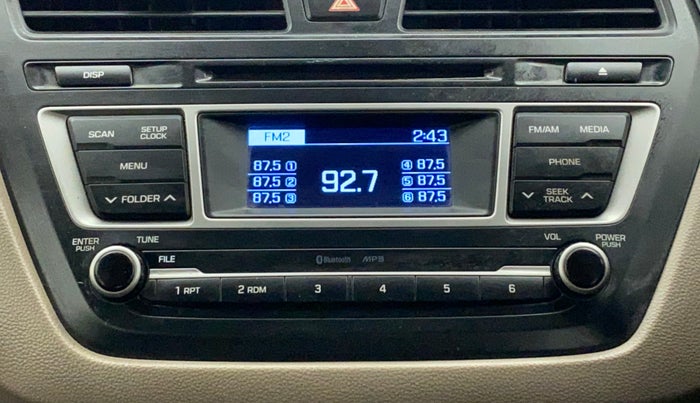 DISP
SCAN SETUP CLOCK
MENU
FOLDER
FM2 2:43
87.5 1 92.7 4 87.5
87.5 2 5 87.5
87.5 3 6 87.5
FM/AM MEDIA
PHONE
SEEK TRACK
ENTER PUSH TUNE
FILE
Bluetooth MP3
VOL POWER PUSH
1 RPT 2 RDM 3 4 5 6